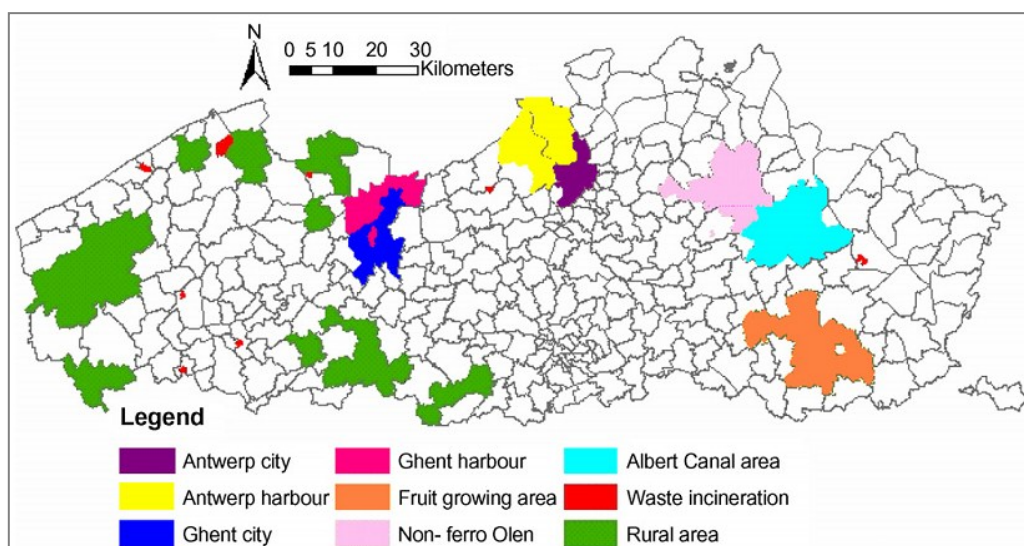 N
0 5 10 20 30
Kilometers
Legend
Antwerp city
Ghent harbour
Albert Canal area
Antwerp harbour
Fruit growing area
Waste incineration
Ghent city
Non- ferro Olen
Rural area